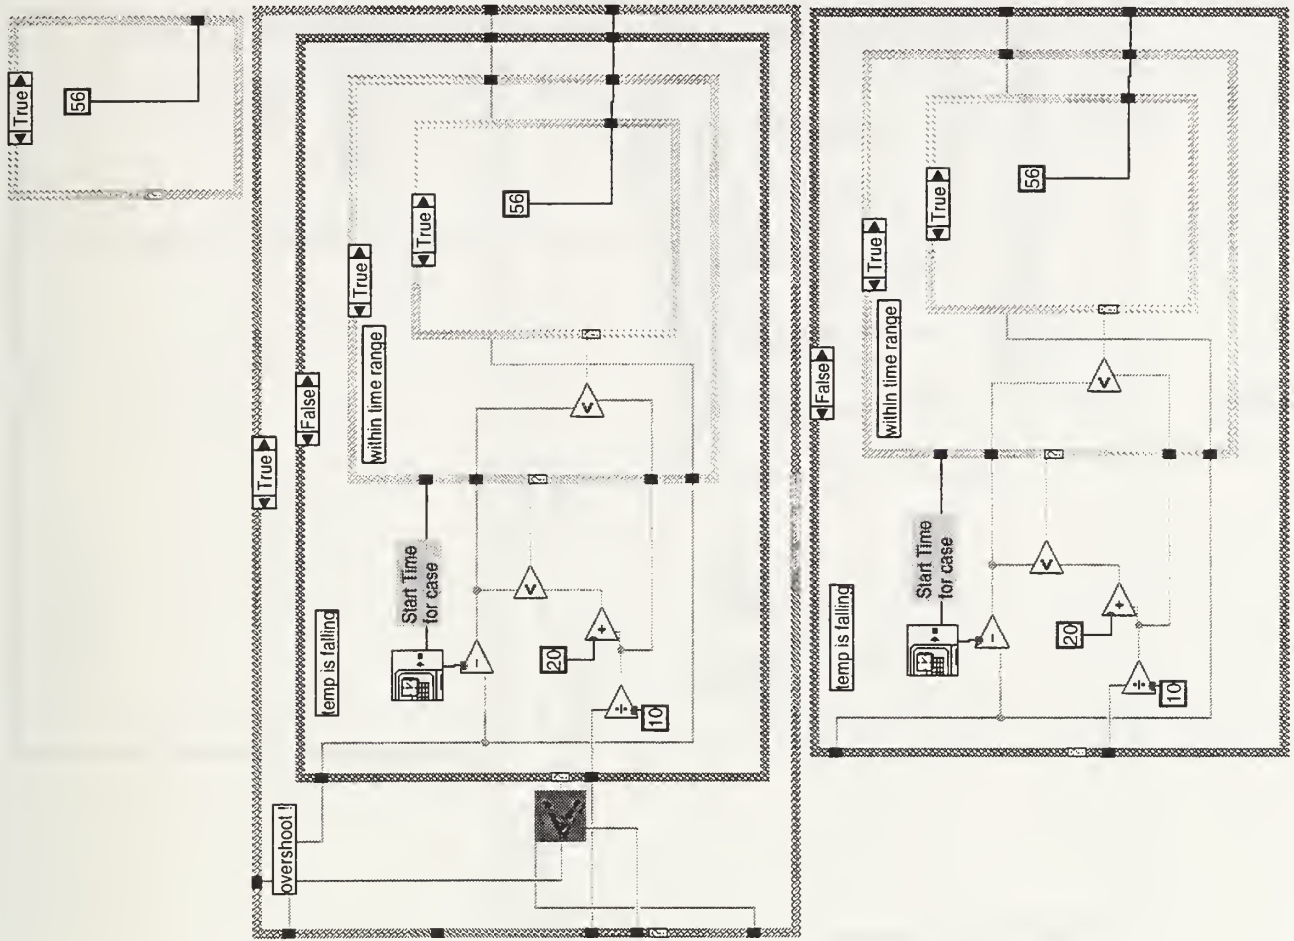 True
56
True
overshoot !
False
temp is falling
True
within time range
Start Time
for case
True
56
20
10
False
temp is falling
True
within time range
Start Time
for case
True
56
20
10